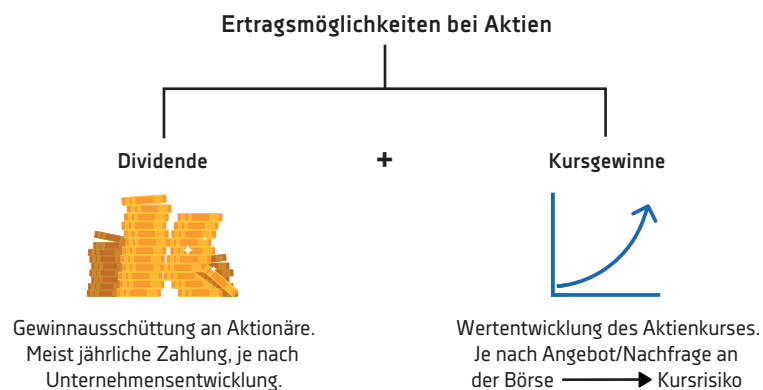 Ertragsmöglichkeiten bei Aktien
Dividende
+
Kursgewinne
Gewinnausschüttung an Aktionäre.
Meist jährliche Zahlung, je nach
Unternehmensentwicklung.
Wertentwicklung des Aktienkurses.
Je nach Angebot/Nachfrage an
der Börse → Kursrisiko